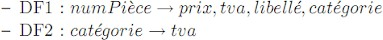 – DF1 : numPièce → prix, tva, libellé, catégorie
– DF2 : catégorie → tva